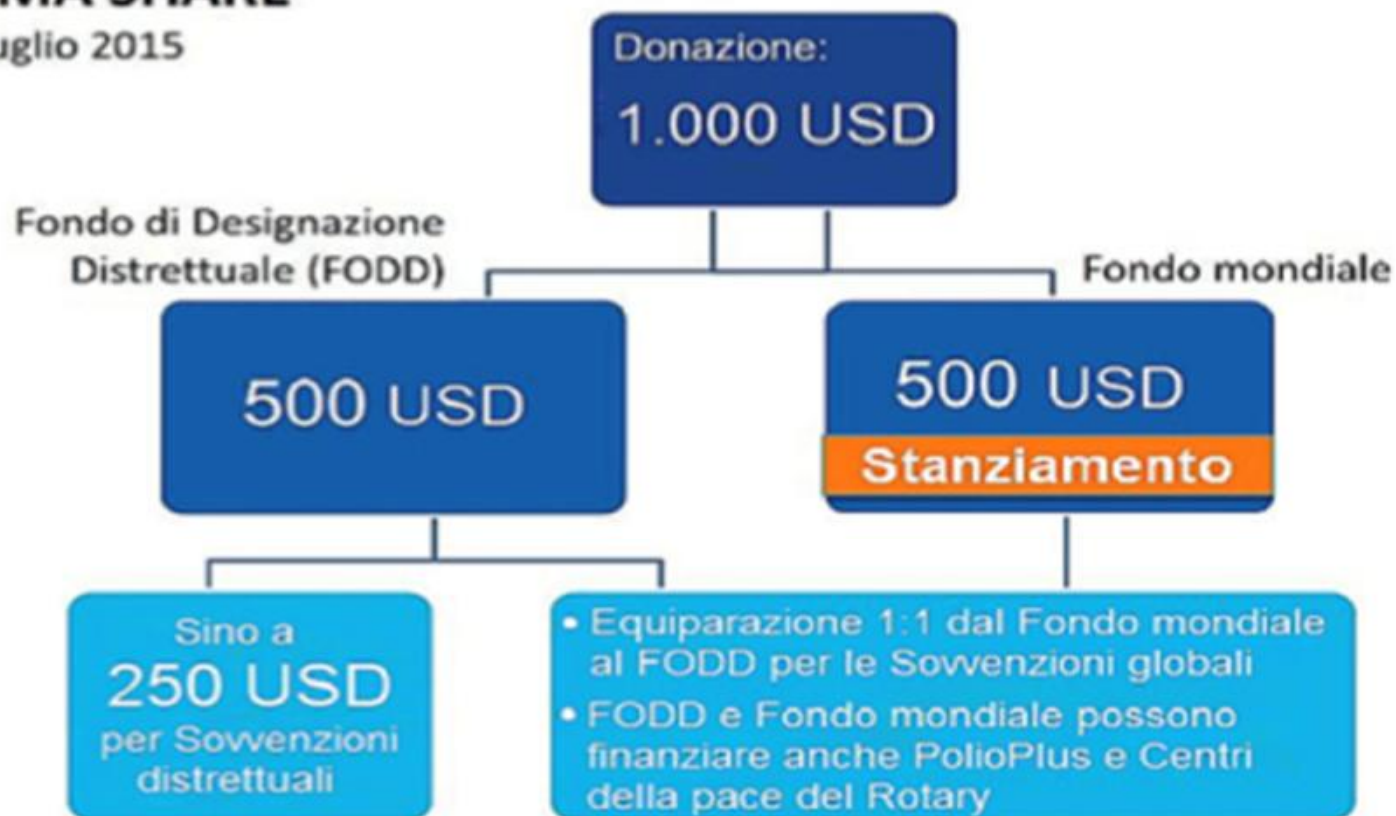 SHARE
2015
Donazione:
1.000 USD
Fondo di Designazione
Distrettuale (FODD)
Fondo mondiale
500 USD
500 USD
Stanziamento
Sino a
250 USD
per Sovvenzioni
distrettuali
• Equiparazione 1:1 dal Fondo mondiale
al FODD per le Sovvenzioni globali
• FODD e Fondo mondiale possono
finanziare anche PolioPlus e Centri
della pace del Rotary